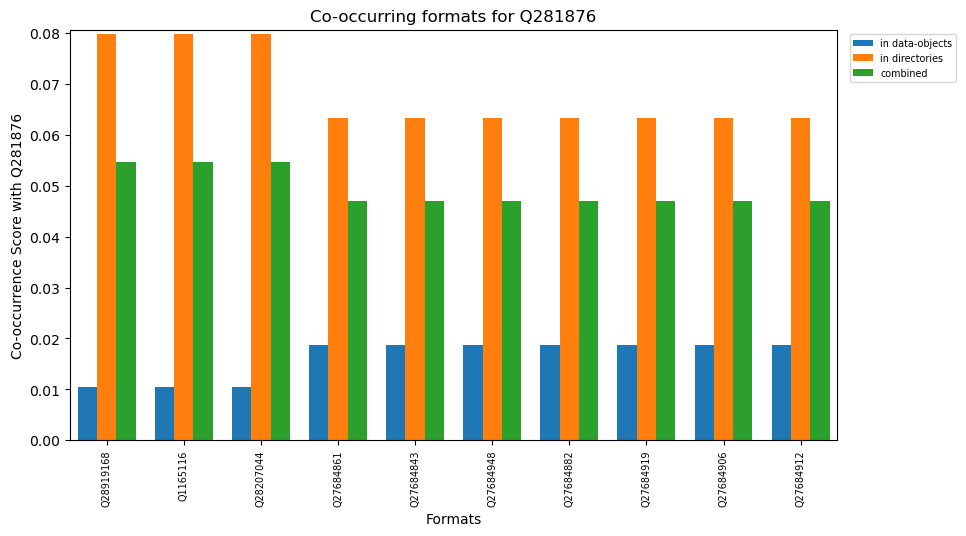 Co-occurring formats for Q281876
in data-objects
in directories
combined
Co-occurrence Score with Q281876
0.08
0.07
0.06
0.05
0.04
0.03
0.02
0.01
0.00
Q28919168
Q1165116
Q28207044
Q27684861
Q27684843
Q27684948
Q27684882
Q27684919
Q27684906
Q27684912
Formats